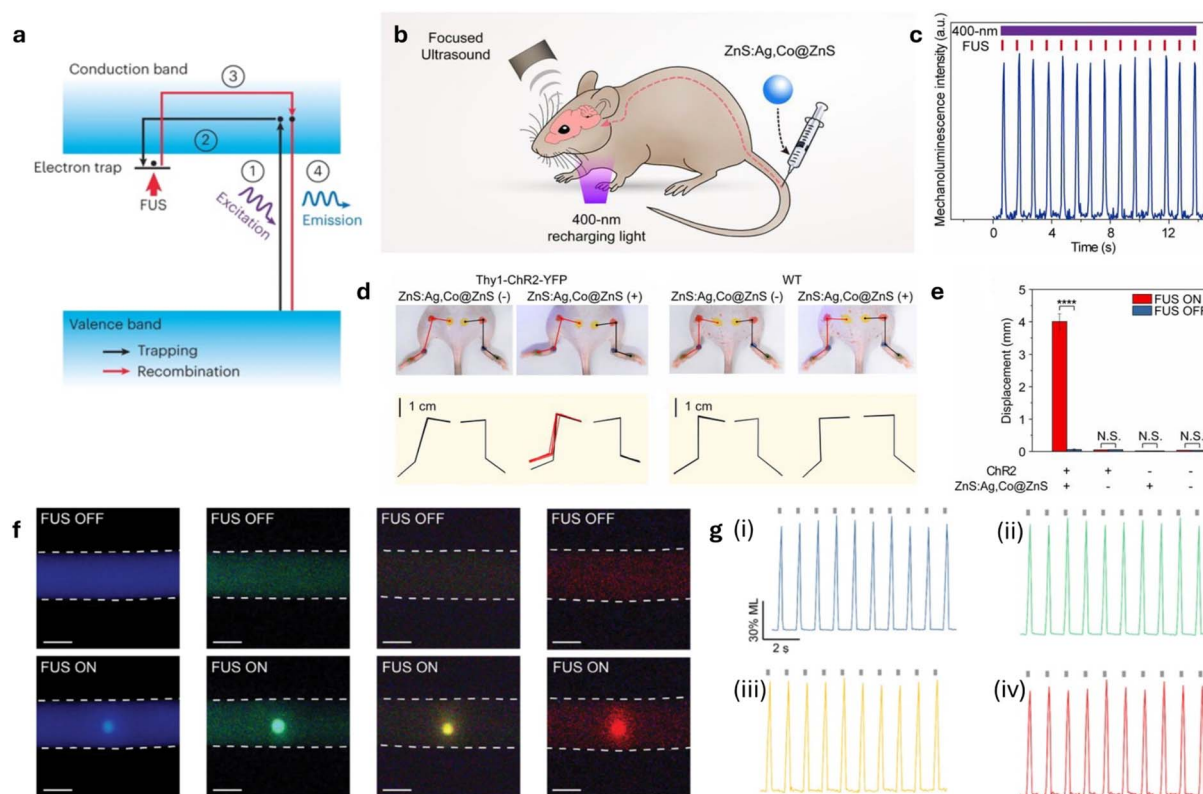 a
Conduction band
3
2
Electron trap
FUS
1
Excitation
4
Emission
Valence band
Trapping
Recombination
b
Focused
Ultrasound
ZnS:Ag,Co@ZnS
400-nm
recharging light
c
400-nm
FUS
Mechanoluminescence intensity (a.u.)
0 4 8 12
Time (s)
d
Thy1-ChR2-YFP
ZnS:Ag,Co@ZnS (-) ZnS:Ag,Co@ZnS (+)
WT
ZnS:Ag,Co@ZnS (-) ZnS:Ag,Co@ZnS (+)
1 cm
1 cm
e
FUS ON
FUS OFF
Displacement (mm)
5
4
3
2
1
0
****
N.S. N.S. N.S.
ChR2 + + - -
ZnS:Ag,Co@ZnS + - + -
f
FUS OFF FUS OFF FUS OFF FUS OFF
FUS ON FUS ON FUS ON FUS ON
g
(i)
30% ML
2 s
(ii)
(iii)
(iv)